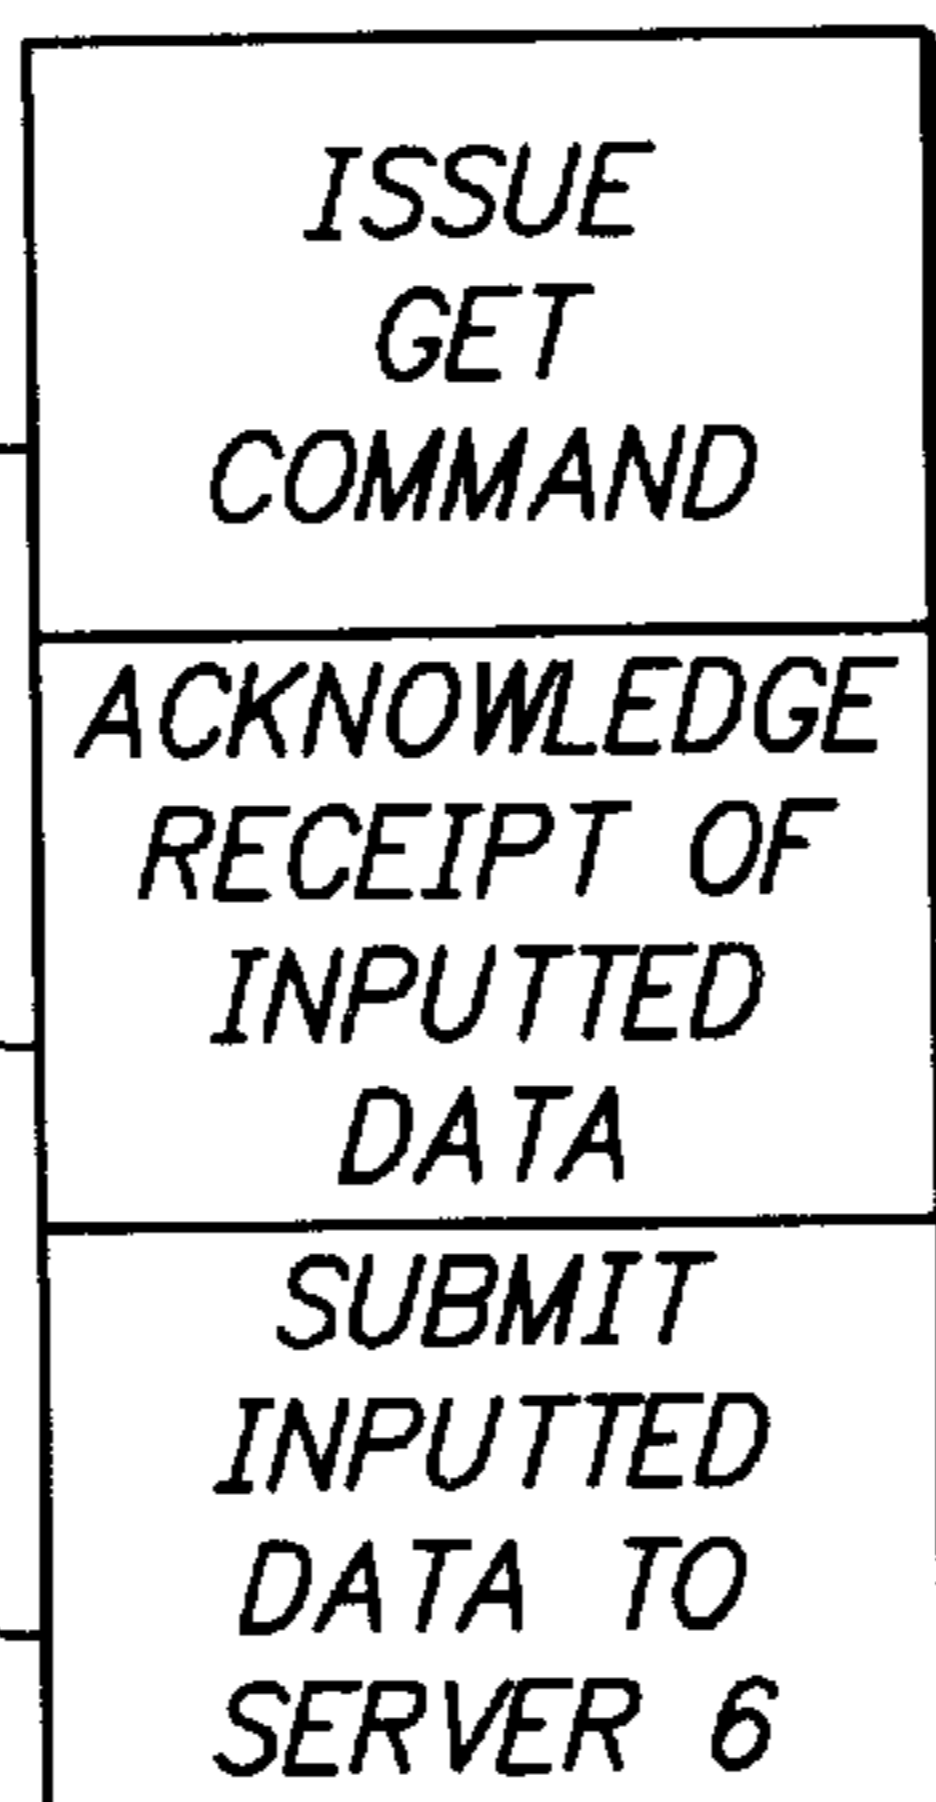 ISSUE
GET
COMMAND
ACKNOWLEDGE
RECEIPT OF
INPUTTED
DATA
SUBMIT
INPUTTED
DATA TO
SERVER 6